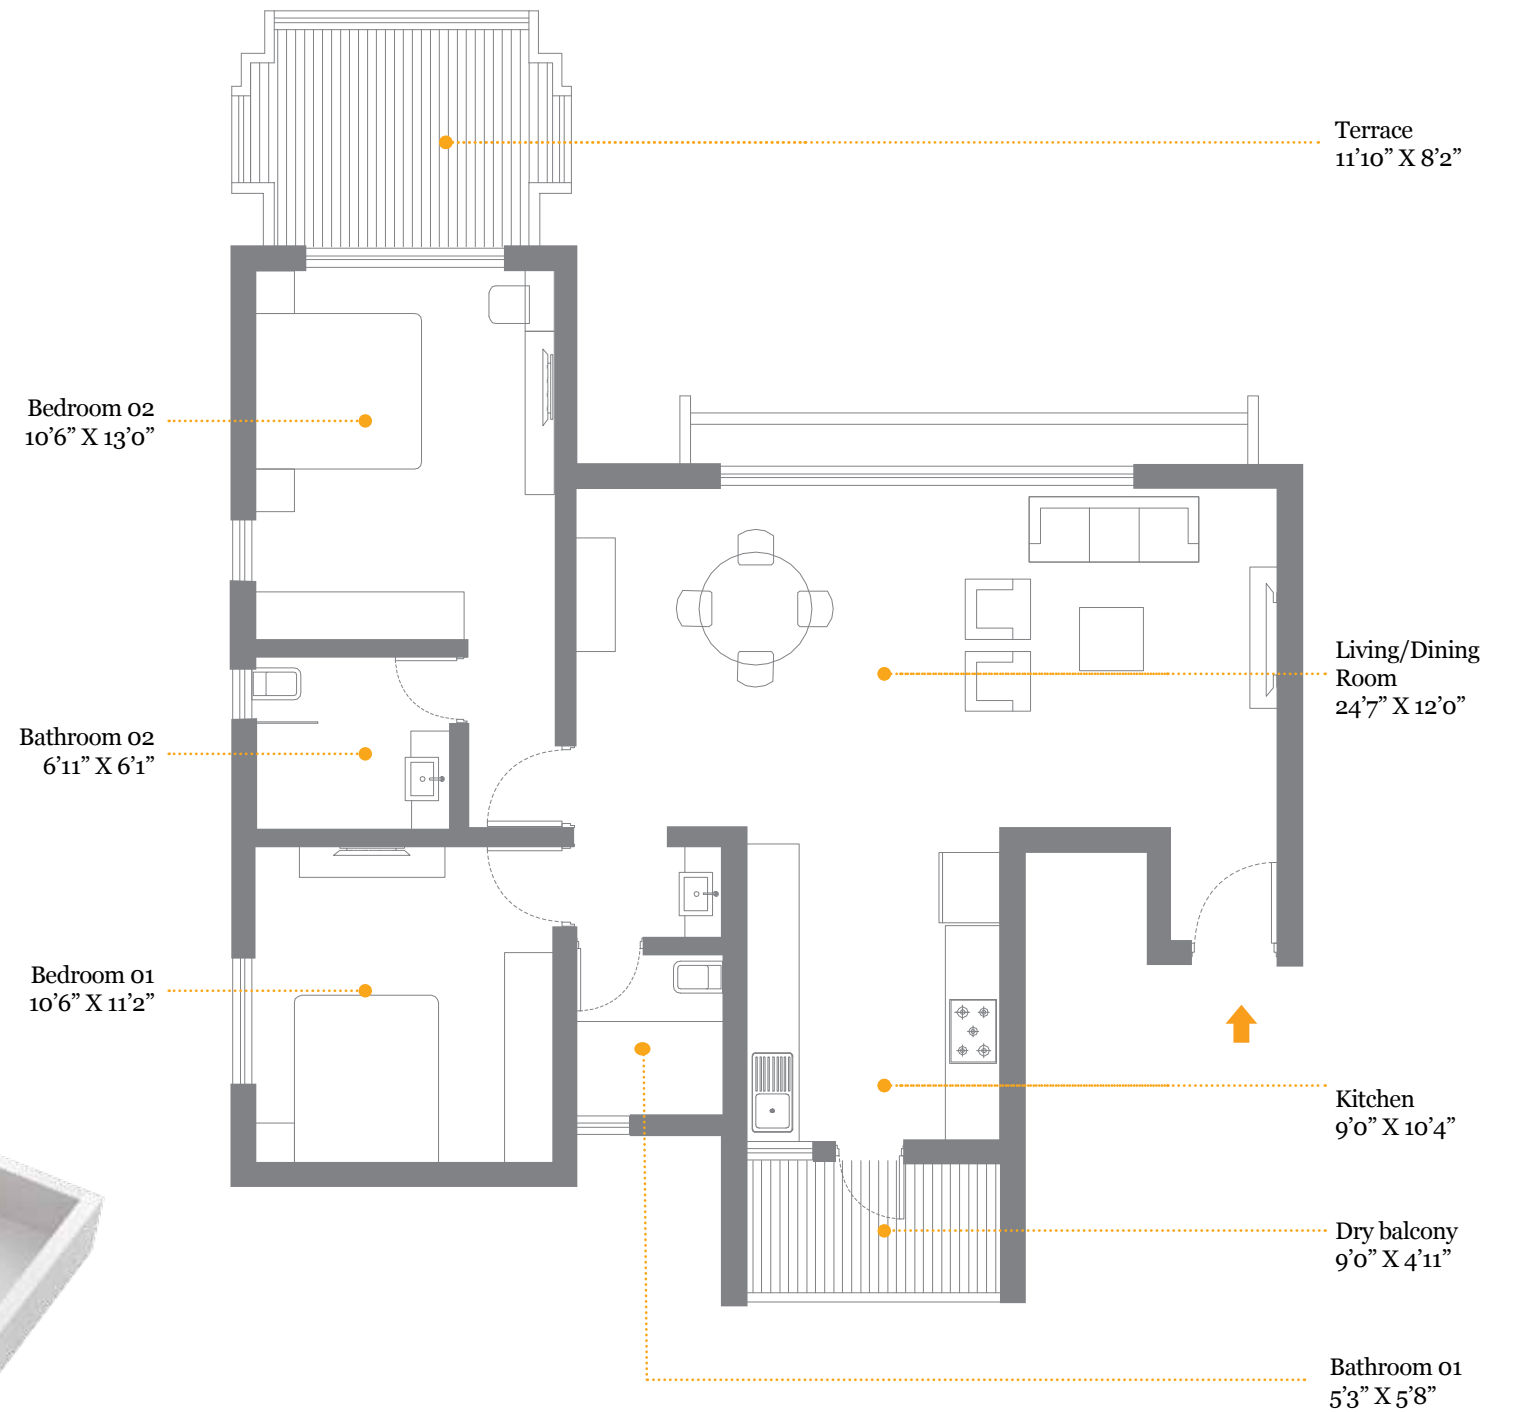 Terrace
11’10” X 8’2”
Bedroom 02
10’6” X 13’0”
Living/Dining
Room
24’7” X 12’0”
Bathroom 02
6’11” X 6’1”
Bedroom 01
10’6” X 11’2”
Kitchen
9’0” X 10’4”
Dry balcony
9’0” X 4’11”
Bathroom 01
5’3” X 5’8”